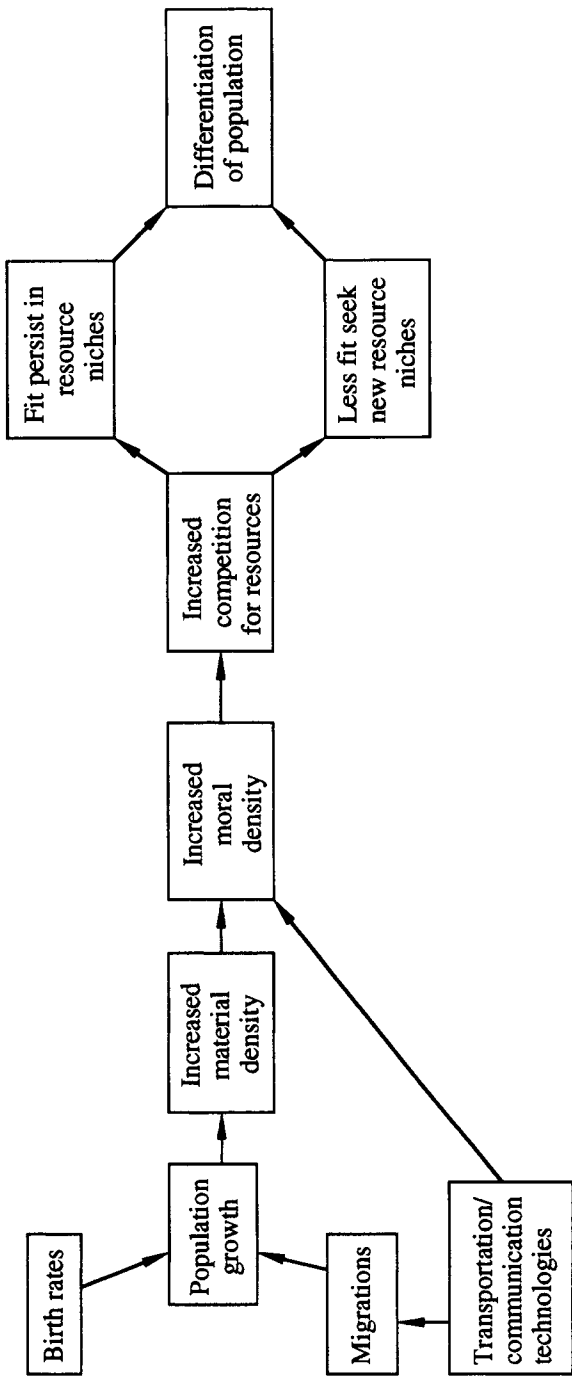 Birth rates
Population
growth
Migrations
Transportation/
communication
technologies
Increased
material
density
Increased
moral
density
Increased
competition
for resources
Fit persist in
resource
niches
Less fit seek
new resource
niches
Differentiation
of population